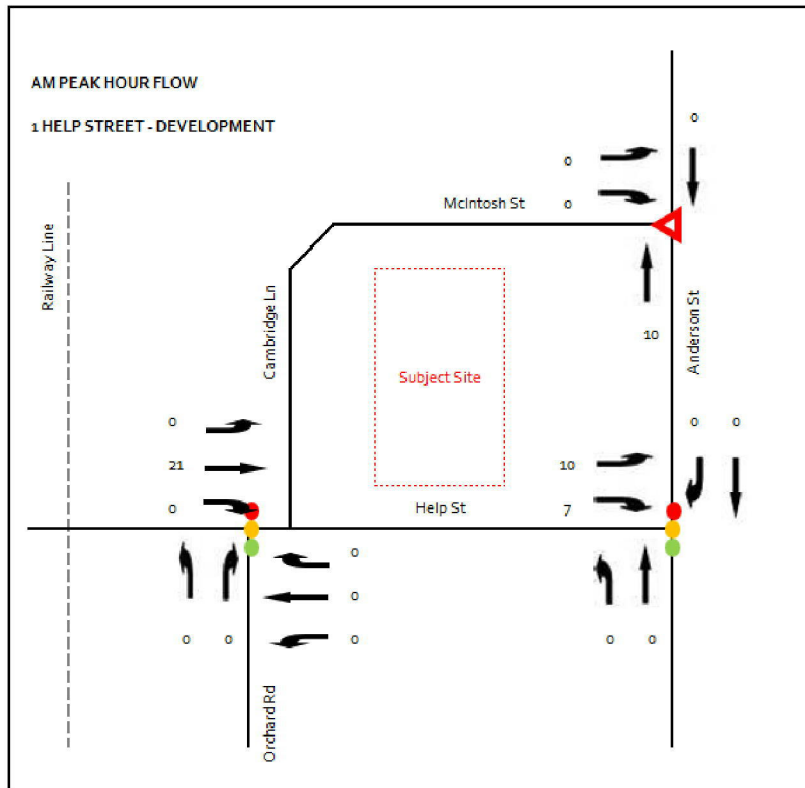 AM PEAK HOUR FLOW
1 HELP STREET - DEVELOPMENT
0
0
McIntosh St
0
Railway Line
Cambridge Ln
Anderson St
10
Subject Site
0
0 0
21
10
0
Help St
7
0
0
0 0
0
0 0
Orchard Rd